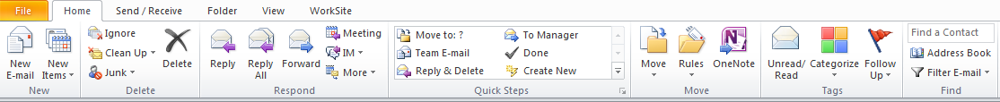 File Home Send / Receive Folder View WorkSite
New E-mail
New Items
New
Ignore
Clean Up
Junk
Delete
Delete
Reply
Reply All
Forward
Meeting
IM
More
Respond
Move to: ?
Team E-mail
Reply & Delete
To Manager
Done
Create New
Quick Steps
Move
Rules
OneNote
Move
Unread/ Read
Categorize
Follow Up
Tags
Find a Contact
Address Book
Filter E-mail
Find